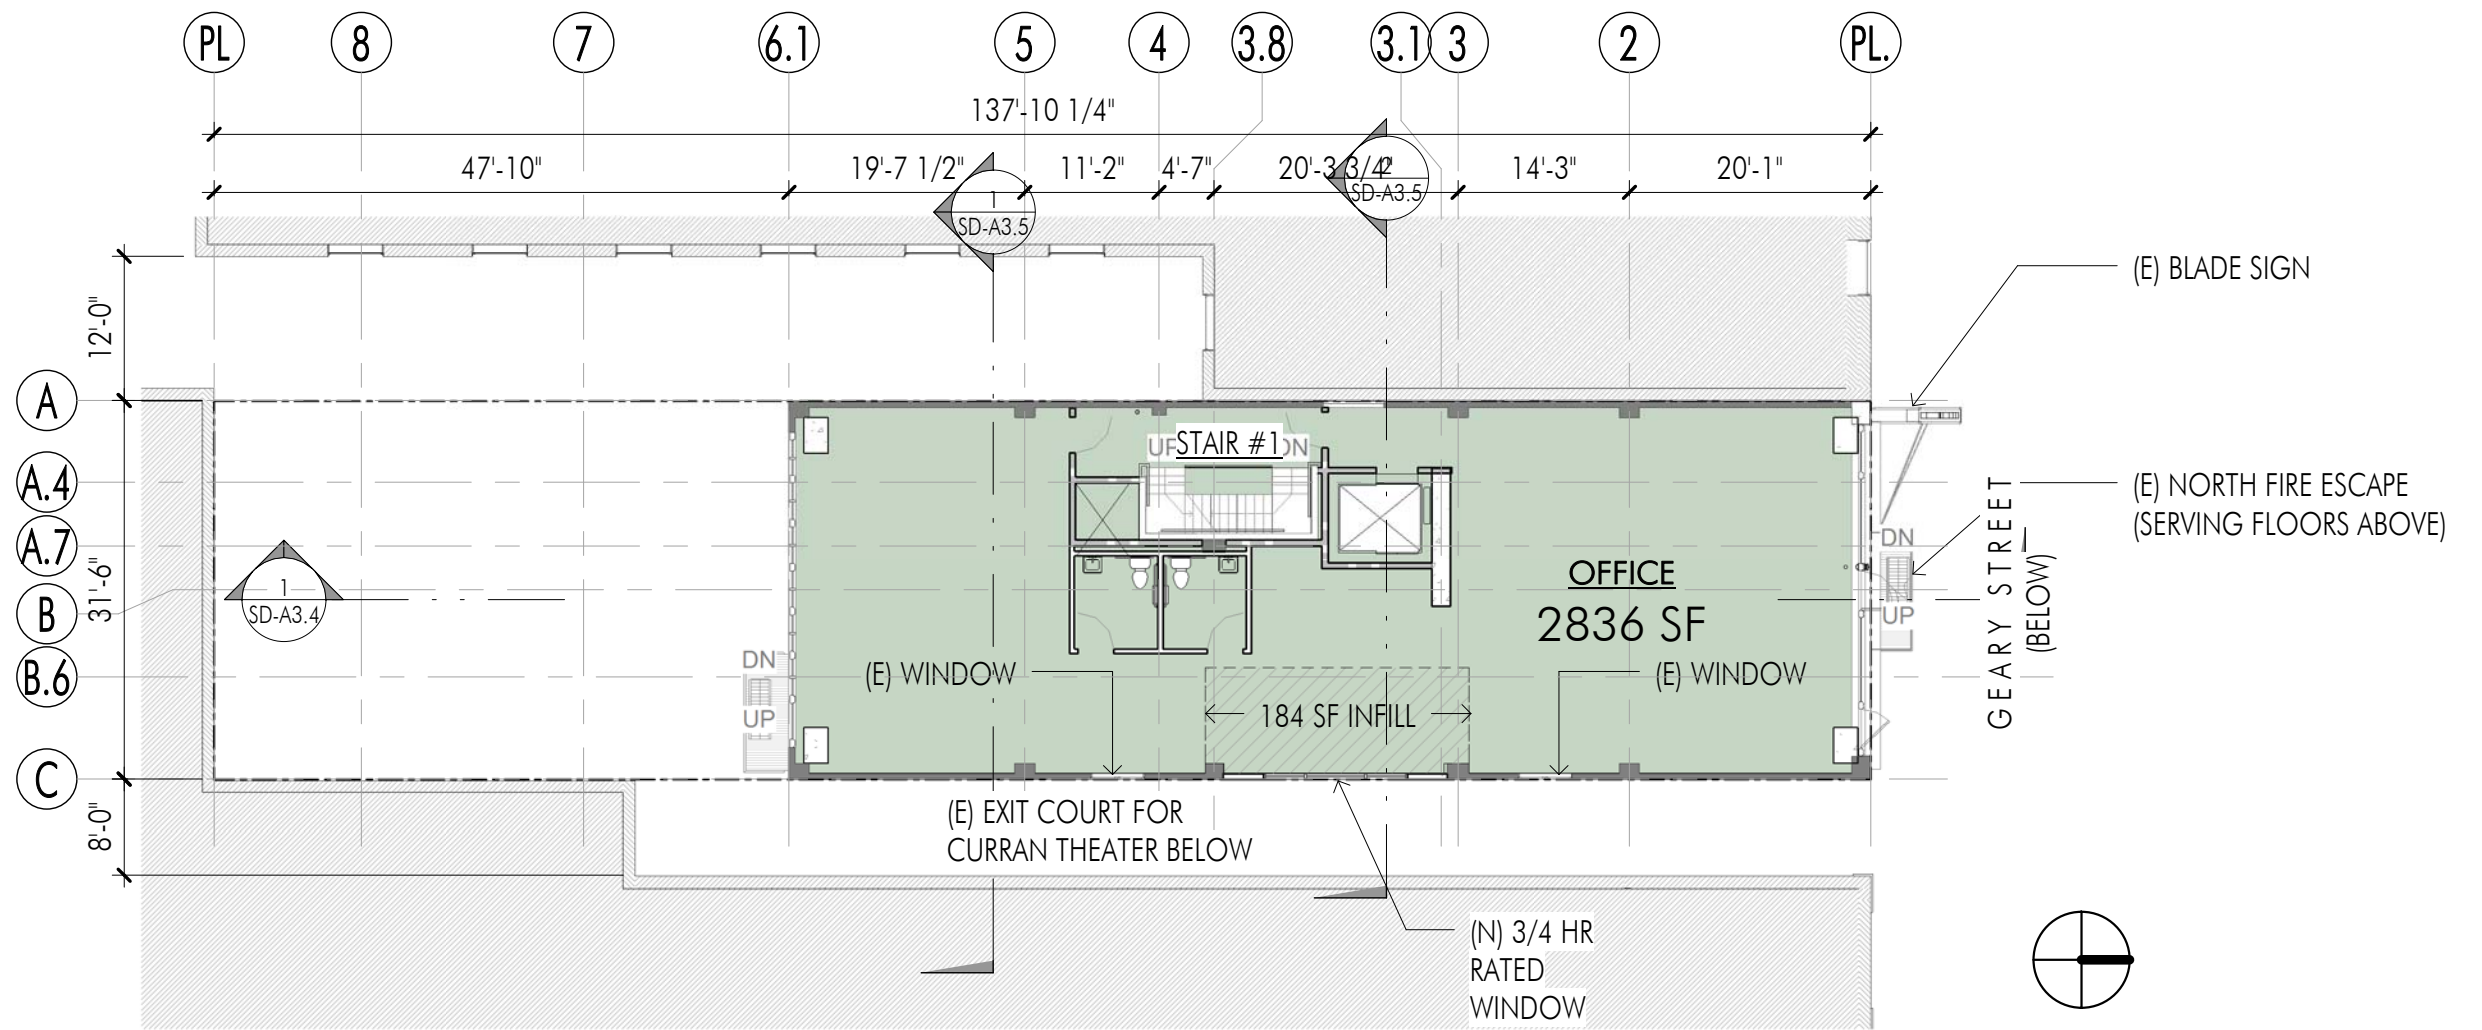 PL 8 7 6.1 5 4 3.8 3.1 3 2 PL.
137'-10 1/4"
47'-10" 19'-7 1/2" 11'-2" 4'-7" 20'-3 3/4" 14'-3" 20'-1"
1
SD-A3.5
2
SD-A3.5
(E) BLADE SIGN
12'-0"
A
A.4
A.7
B
B.6
C
31'-6"
8'-0"
UP
STAIR #1
DN
(E) NORTH FIRE ESCAPE
(SERVING FLOORS ABOVE)
DN
UP
GEARY STREET
(BELOW)
OFFICE
2836 SF
1
SD-A3.4
DN
UP
(E) WINDOW
(E) WINDOW
184 SF INFILL
(E) EXIT COURT FOR
CURRAN THEATER BELOW
(N) 3/4 HR
RATED
WINDOW